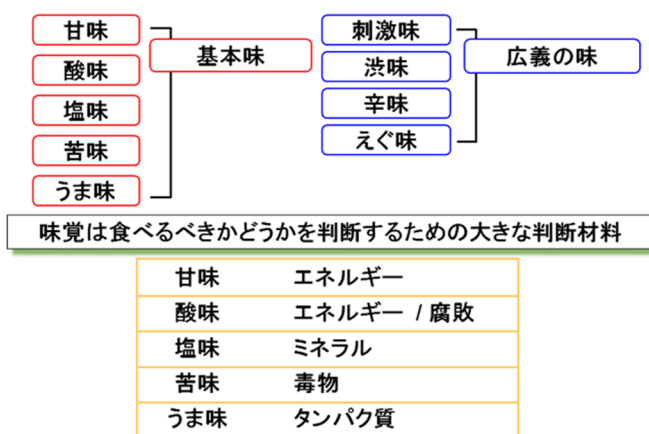 甘味
酸味
塩味
苦味
うま味
基本味
刺激味
渋味
辛味
えぐ味
広義の味
味覚は食べるべきかどうかを判断するための大きな判断材料
甘味 エネルギー
酸味 エネルギー / 腐敗
塩味 ミネラル
苦味 毒物
うま味 タンパク質